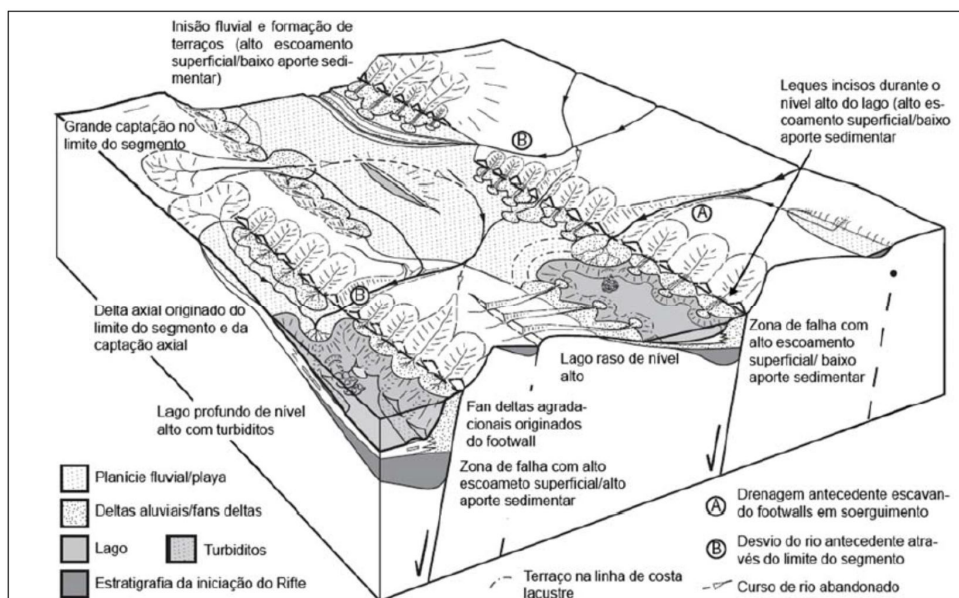 Inisão fluvial e formação de
terraços (alto escoamento
superficial/baixo aporte sedi-
mentar)
Leques incisos durante o
nível alto do lago (alto es-
coamento superficial/baixo
aporte sedimentar
Grande captação no
limite do segmento
B
A
B
Delta axial originado do
limite do segmento e da
captação axial
Zona de falha com
alto escoamento
superficial/ baixo
aporte sedimentar
Lago raso de nível
alto
Lago profundo de nível
alto com turbiditos
Fan deltas agrada-
cionais originados
do footwall
Zona de falha com alto
escoameto superficial/alto
aporte sedimentar
Planície fluvial/playa
Deltas aluviais/fans deltas
Lago
Turbiditos
Estratigrafia da iniciação do Rifte
Terraço na linha de costa
lacustre
A Drenagem antecedente escavan-
do footwalls em soerguimento
B Desvio do rio antecedente atra-
vés do limite do segmento
Curso de rio abandonado